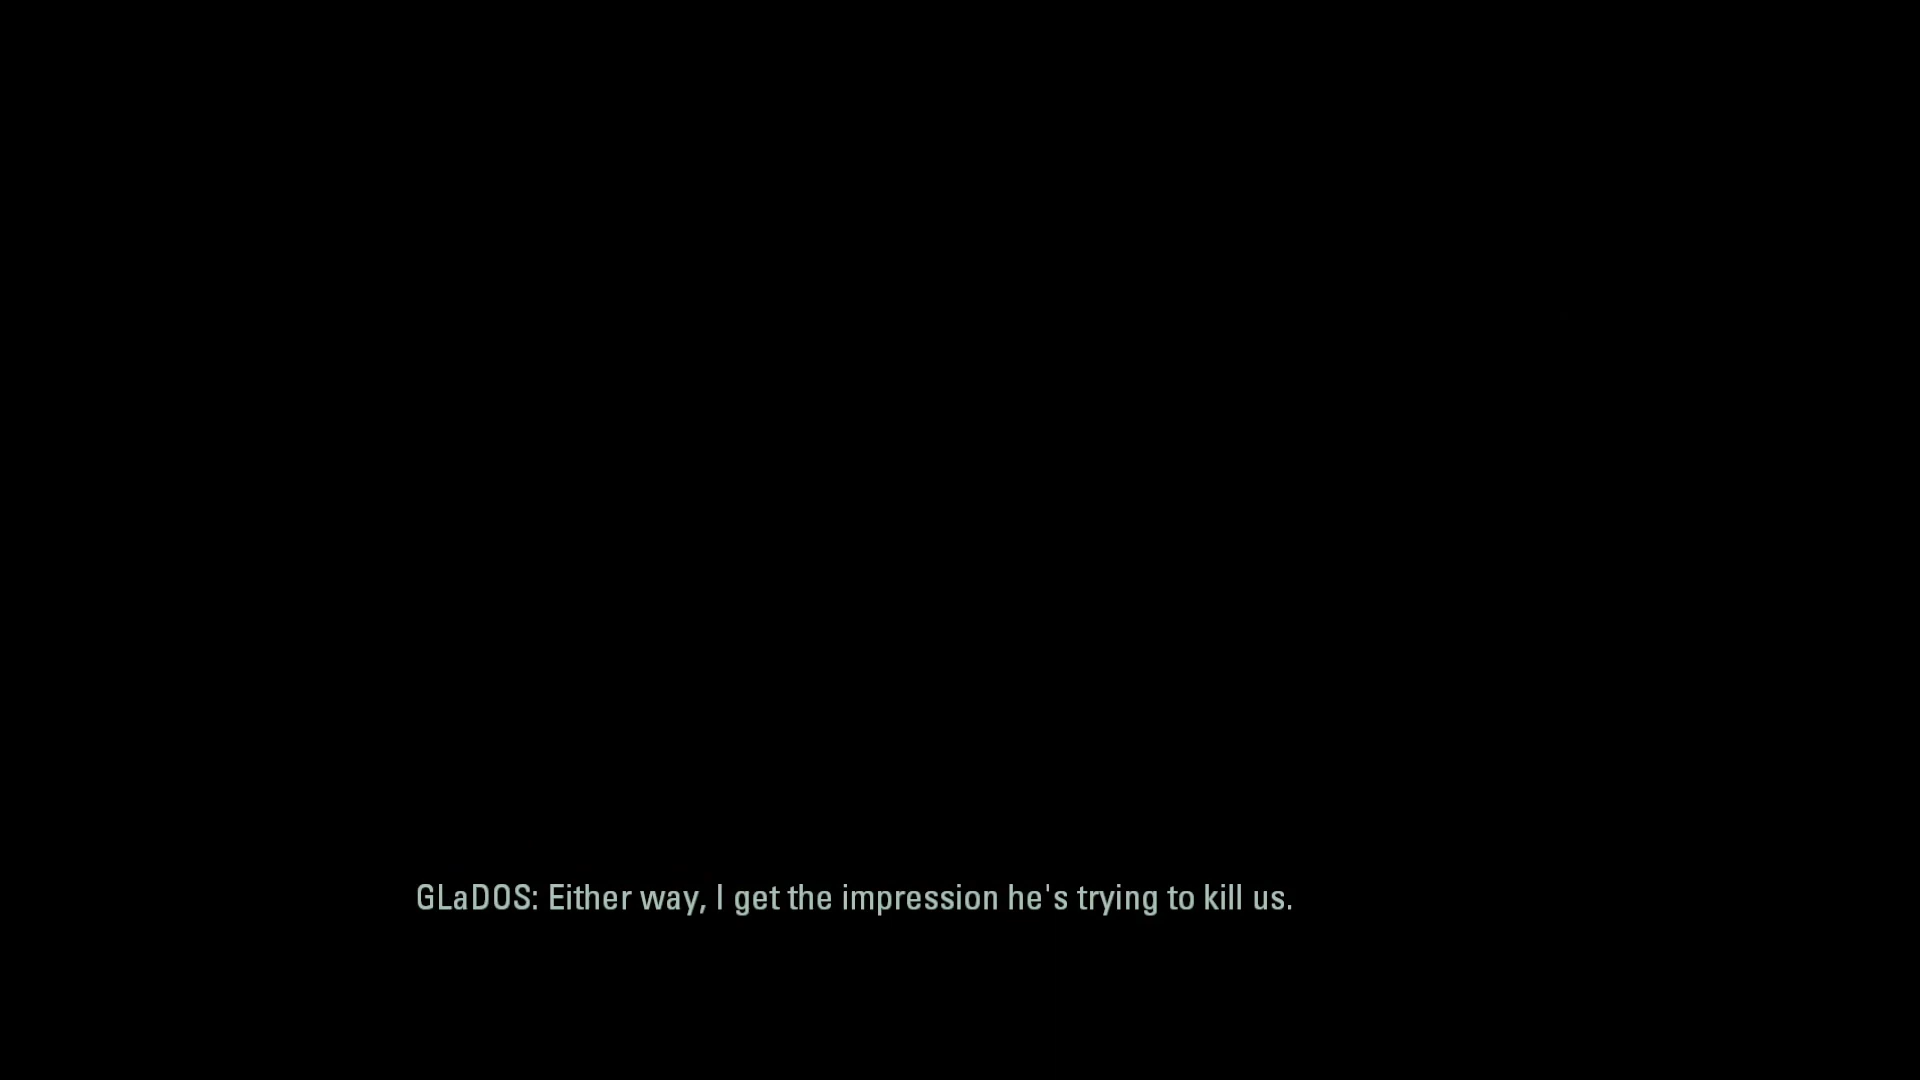 GLaDOS: Either way, I get the impression he's trying to kill us.